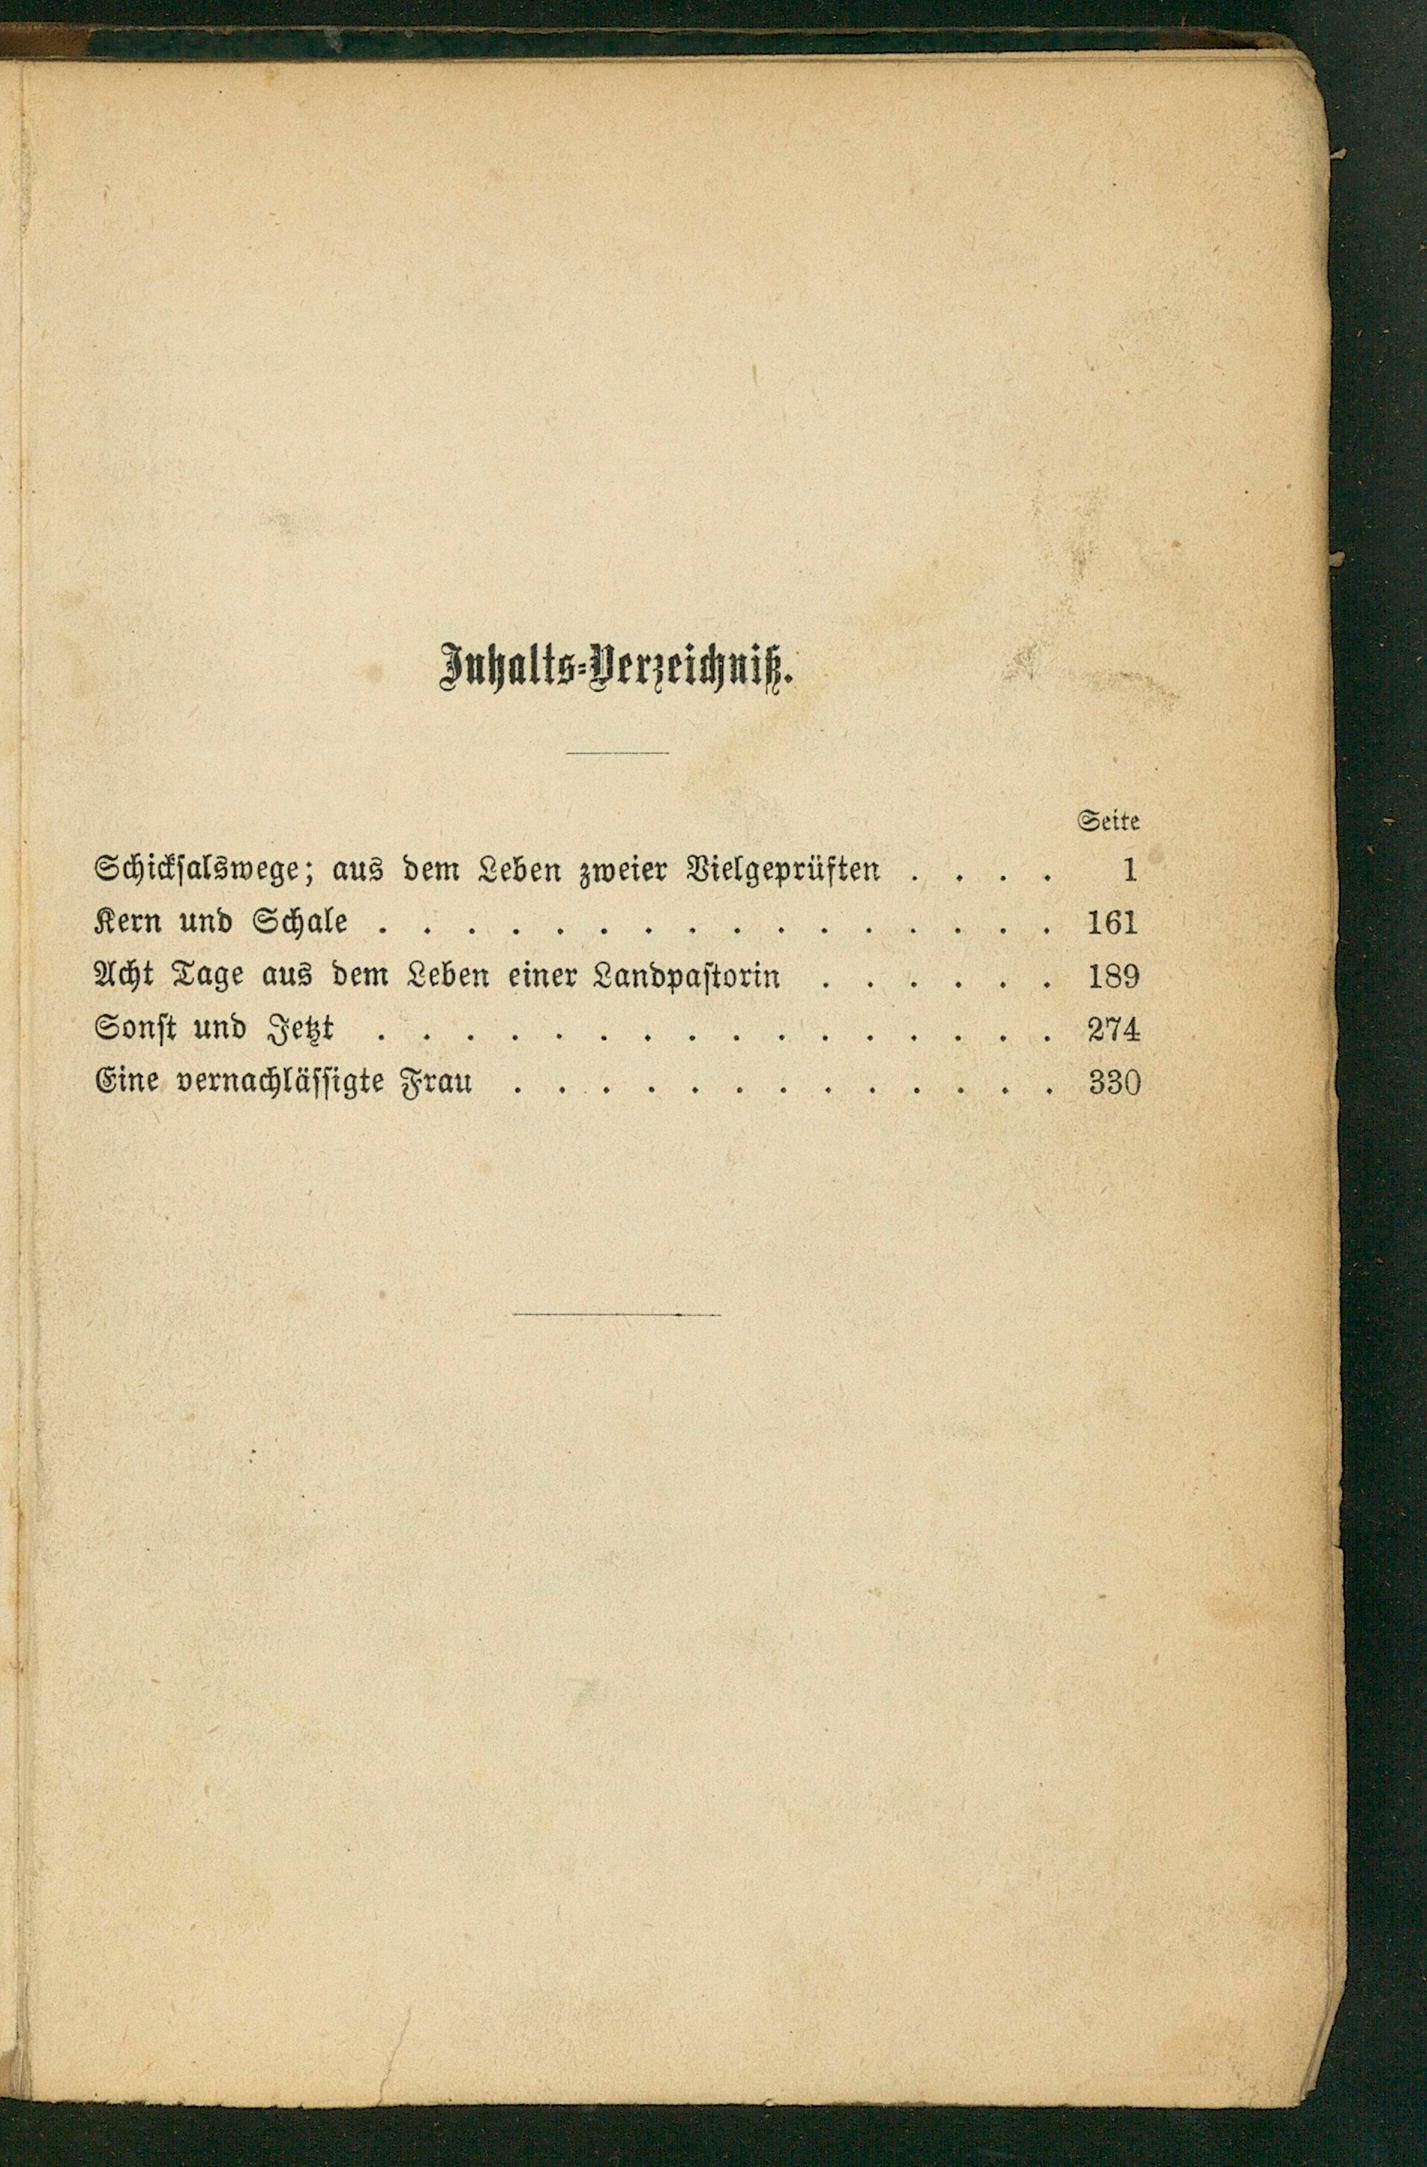 Inhalts-Verzeichniß.
Seite
Schicksalswege; aus dem Leben zweier Vielgeprüften . . . . 1
Kern und Schale . . . . . . . . . . . . . . . . 161
Acht Tage aus dem Leben einer Landpastorin . . . . . . 189
Sonst und Jetzt . . . . . . . . . . . . . . . . 274
Eine vernachlässigte Frau . . . . . . . . . . . . . 330